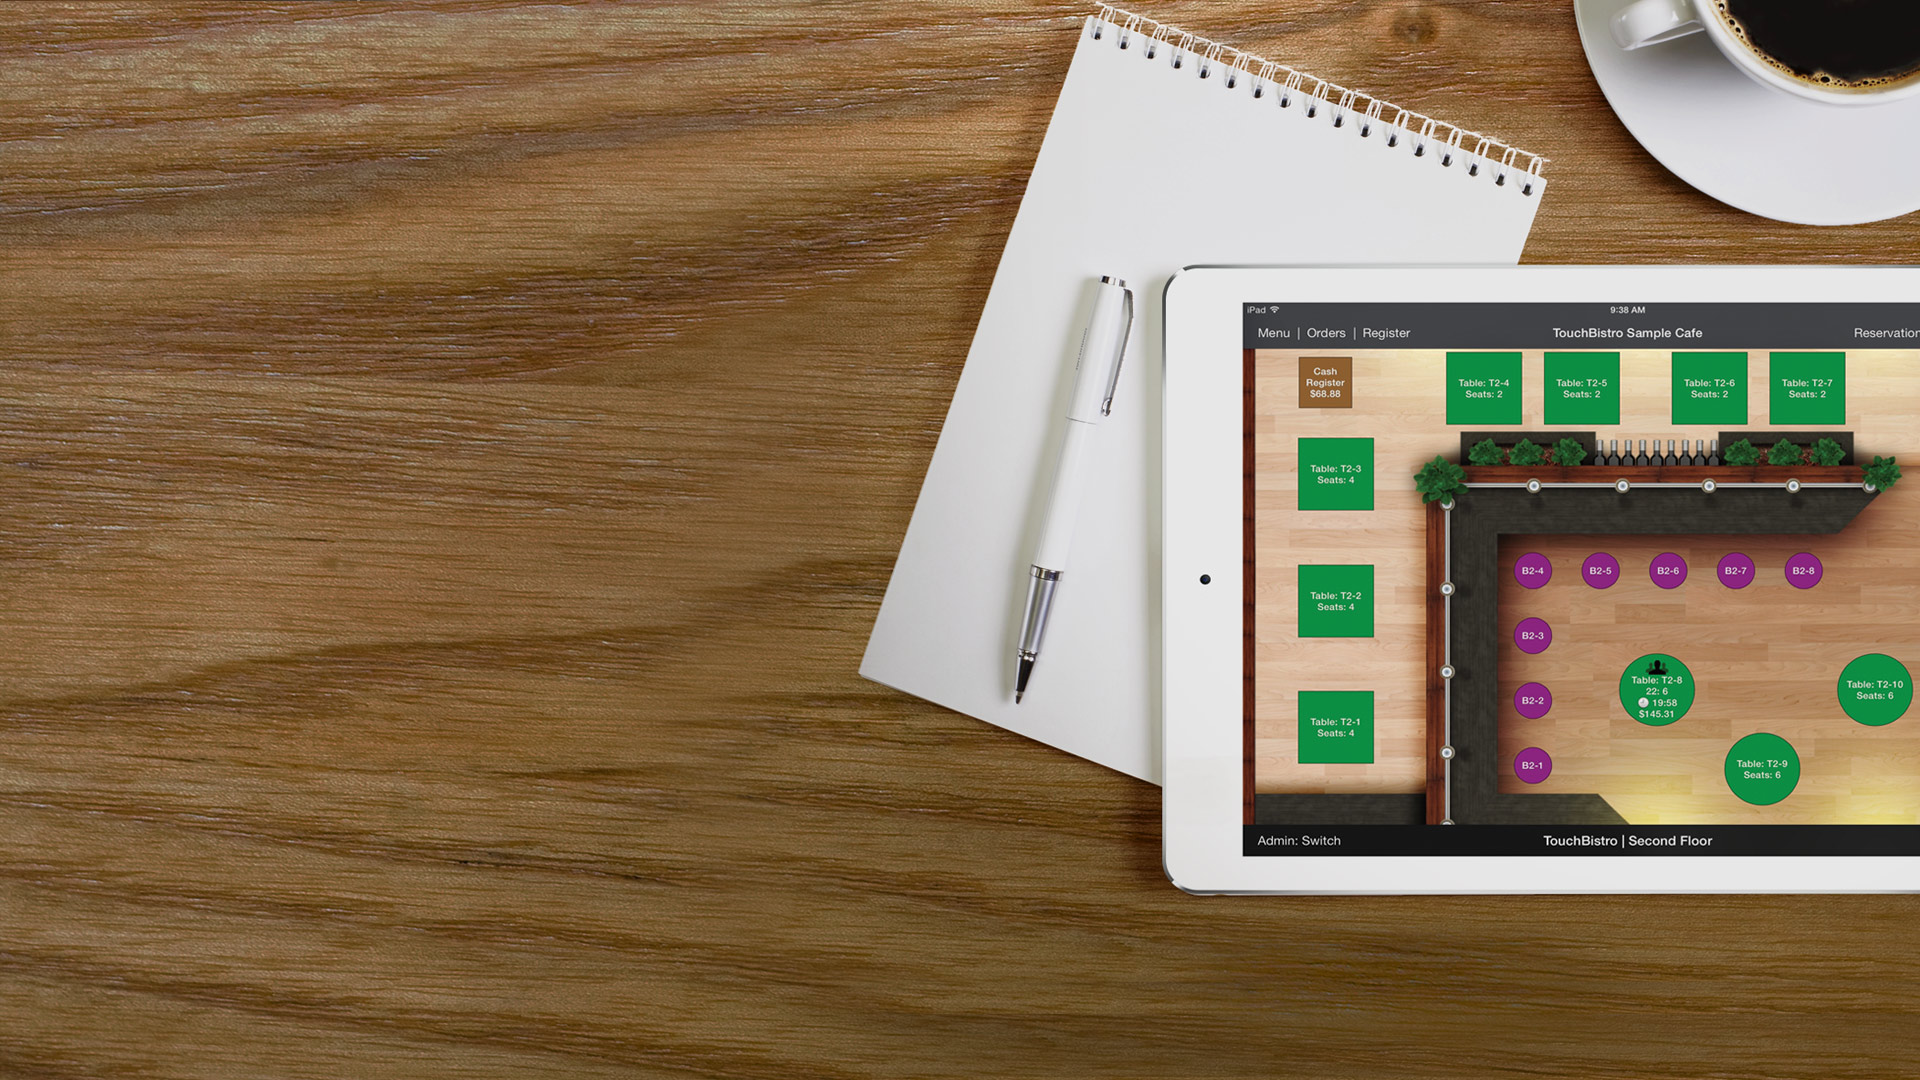 iPad
9:38 AM
Menu | Orders | Register
TouchBistro Sample Cafe
Reservation
Cash
Register
$68.88
Table: T2-4
Seats: 2
Table: T2-5
Seats: 2
Table: T2-6
Seats: 2
Table: T2-7
Seats: 2
Table: T2-3
Seats: 4
Table: T2-2
Seats: 4
Table: T2-1
Seats: 4
B2-4
B2-5
B2-6
B2-7
B2-8
B2-3
B2-2
B2-1
Table: T2-8
22: 6
19:58
$145.31
Table: T2-10
Seats: 6
Table: T2-9
Seats: 6
Admin: Switch
TouchBistro | Second Floor